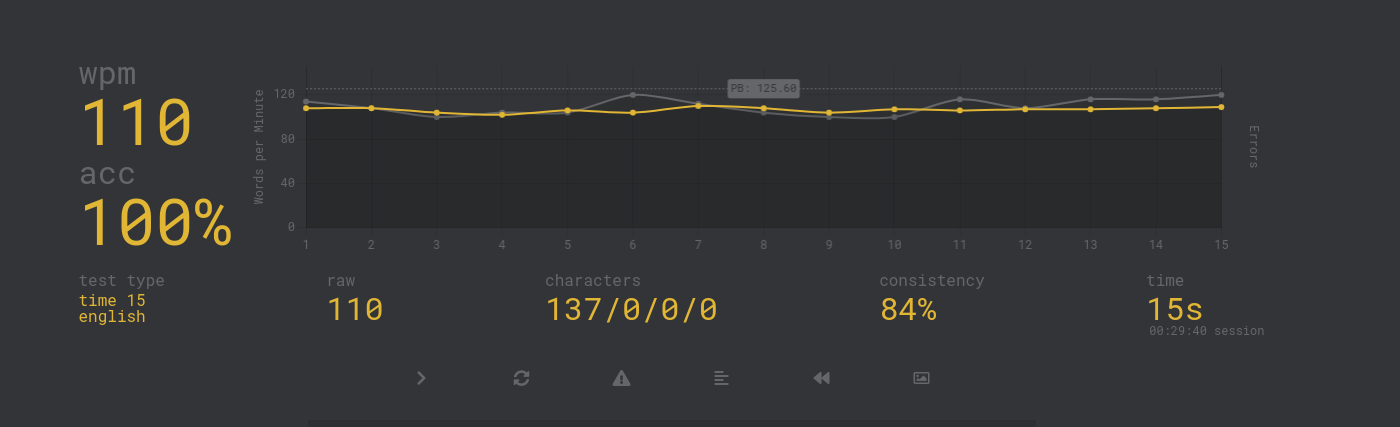 wpm
110
acc
100%
Words per Minute
120
80
40
0
PB: 125.60
Errors
1 2 3 4 5 6 7 8 9 10 11 12 13 14 15
test type
time 15
english
raw
110
characters
137/0/0/0
consistency
84%
time
15s
00:29:40 session